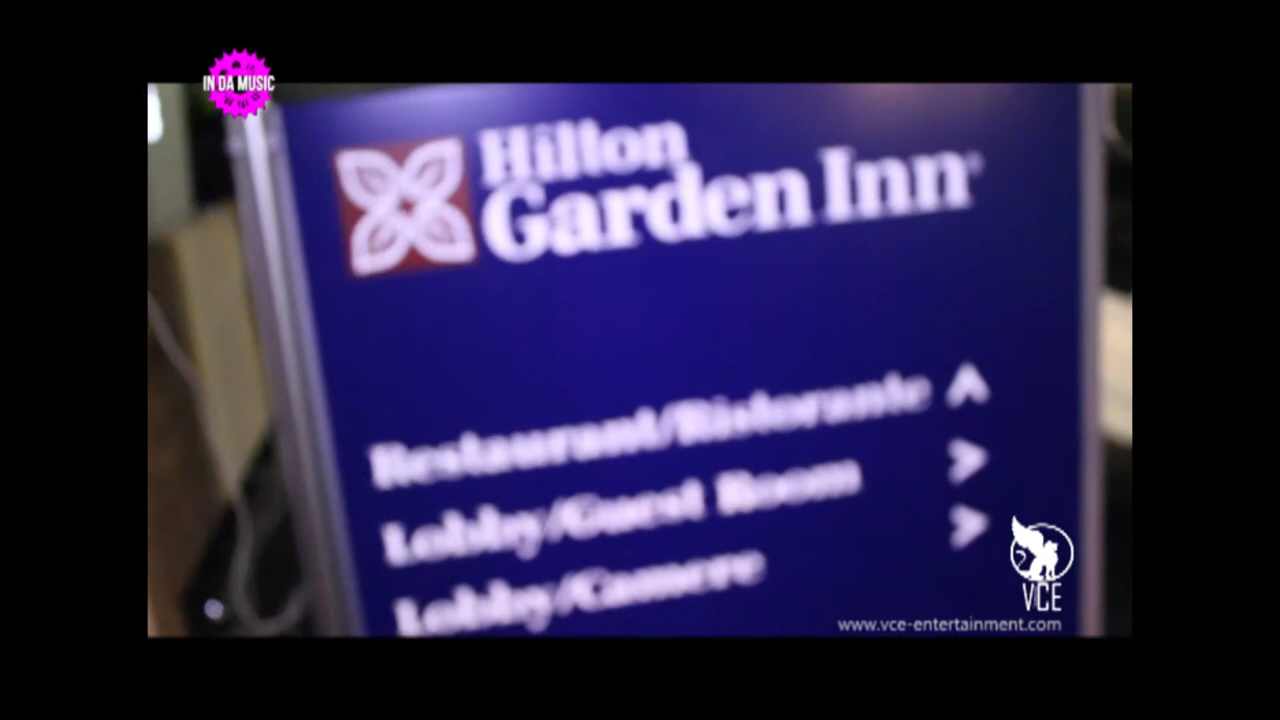 IN DA MUSIC
Hilton
Garden Inn
Restaurant/Ristorante
Lobby/Guest Room
Lobby/Camere
VCE
www.vce-entertainment.com